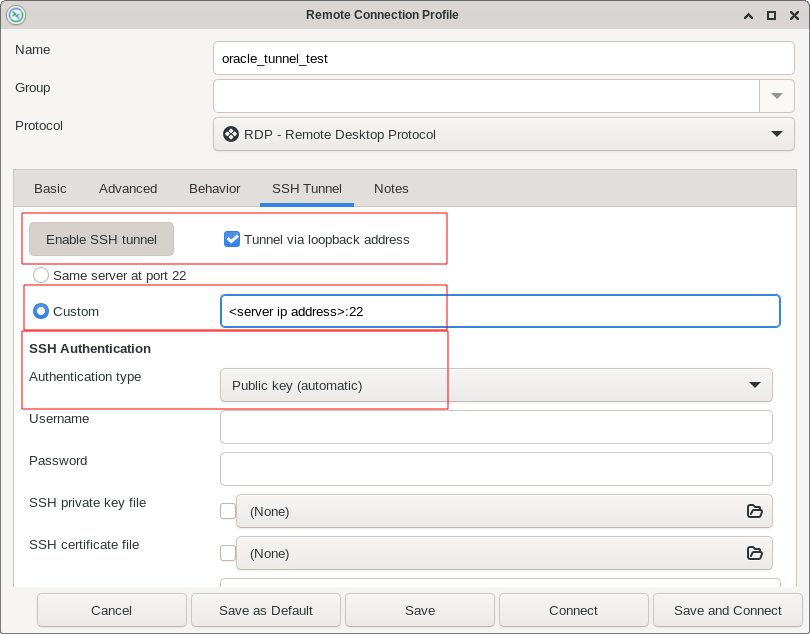 Remote Connection Profile
Name
oracle_tunnel_test
Group
Protocol
RDP - Remote Desktop Protocol
Basic Advanced Behavior SSH Tunnel Notes
Enable SSH tunnel Tunnel via loopback address
Same server at port 22
Custom <server ip address>:22
SSH Authentication
Authentication type
Public key (automatic)
Username
Password
SSH private key file
(None)
SSH certificate file
(None)
Cancel Save as Default Save Connect Save and Connect